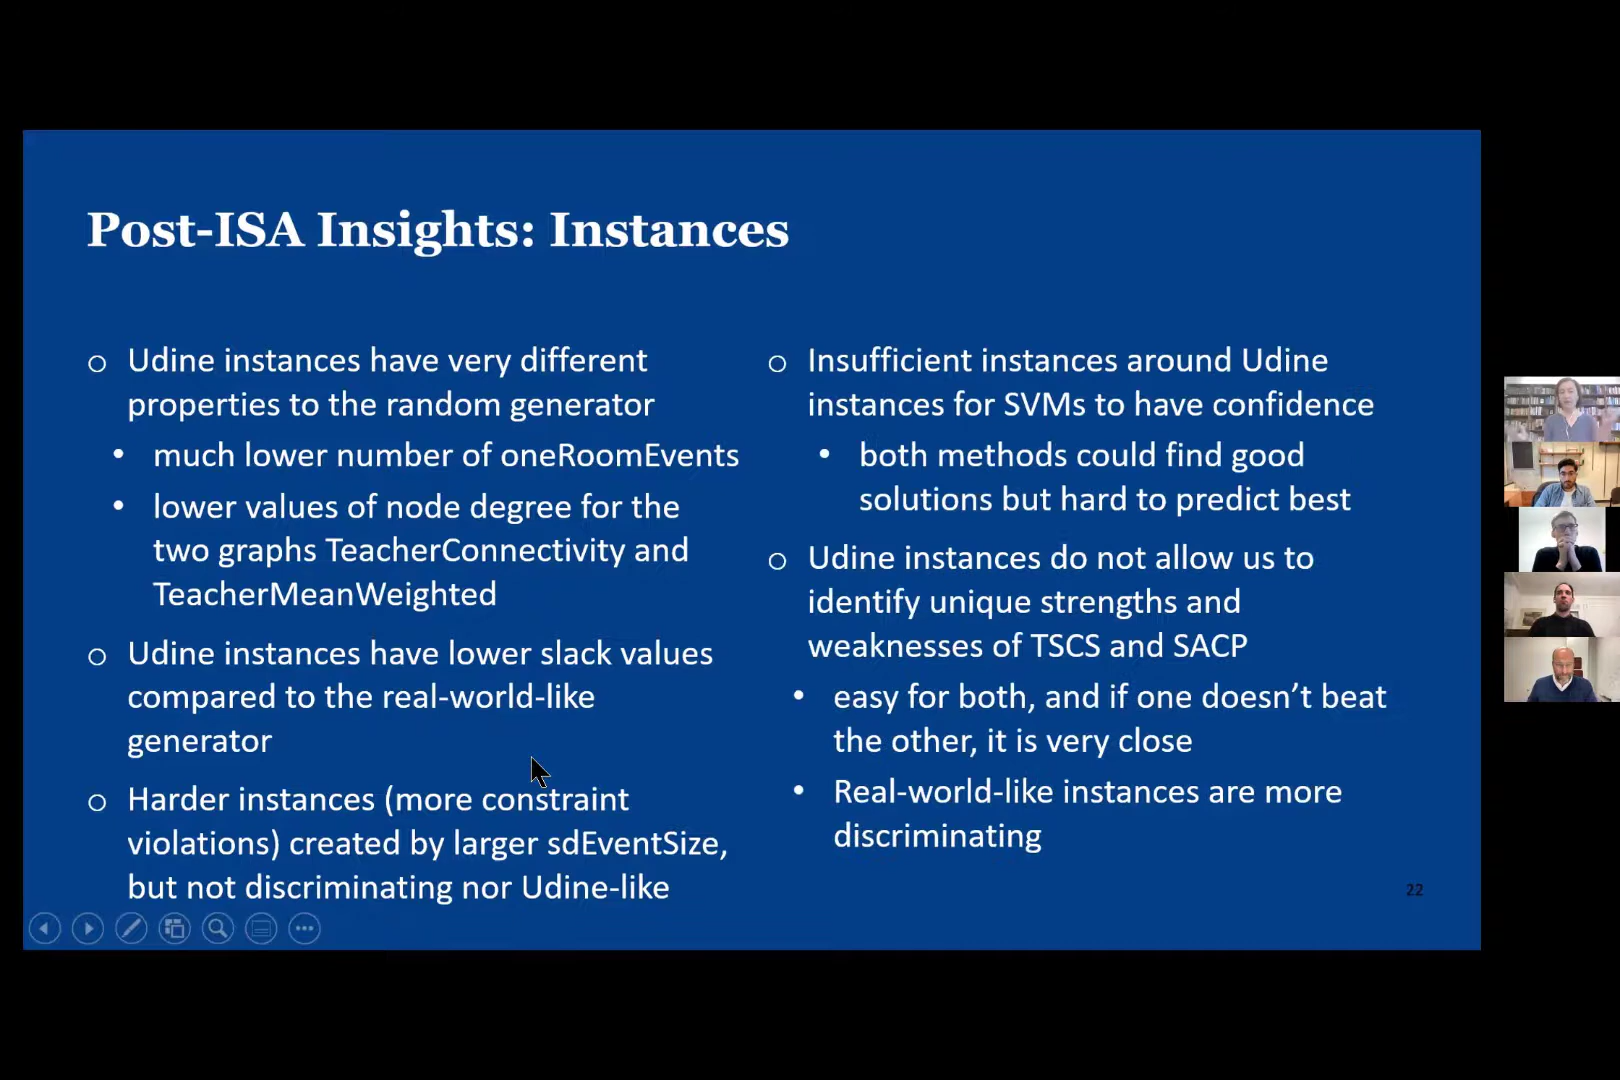 Post-ISA Insights: Instances
o Udine instances have very different
properties to the random generator
• much lower number of oneRoomEvents
• lower values of node degree for the
two graphs TeacherConnectivity and
TeacherMeanWeighted
o Udine instances have lower slack values
compared to the real-world-like
generator
o Harder instances (more constraint
violations) created by larger sdEventSize,
but not discriminating nor Udine-like
o Insufficient instances around Udine
instances for SVMs to have confidence
• both methods could find good
solutions but hard to predict best
o Udine instances do not allow us to
identify unique strengths and
weaknesses of TSCS and SACP
• easy for both, and if one doesn’t beat
the other, it is very close
• Real-world-like instances are more
discriminating
22